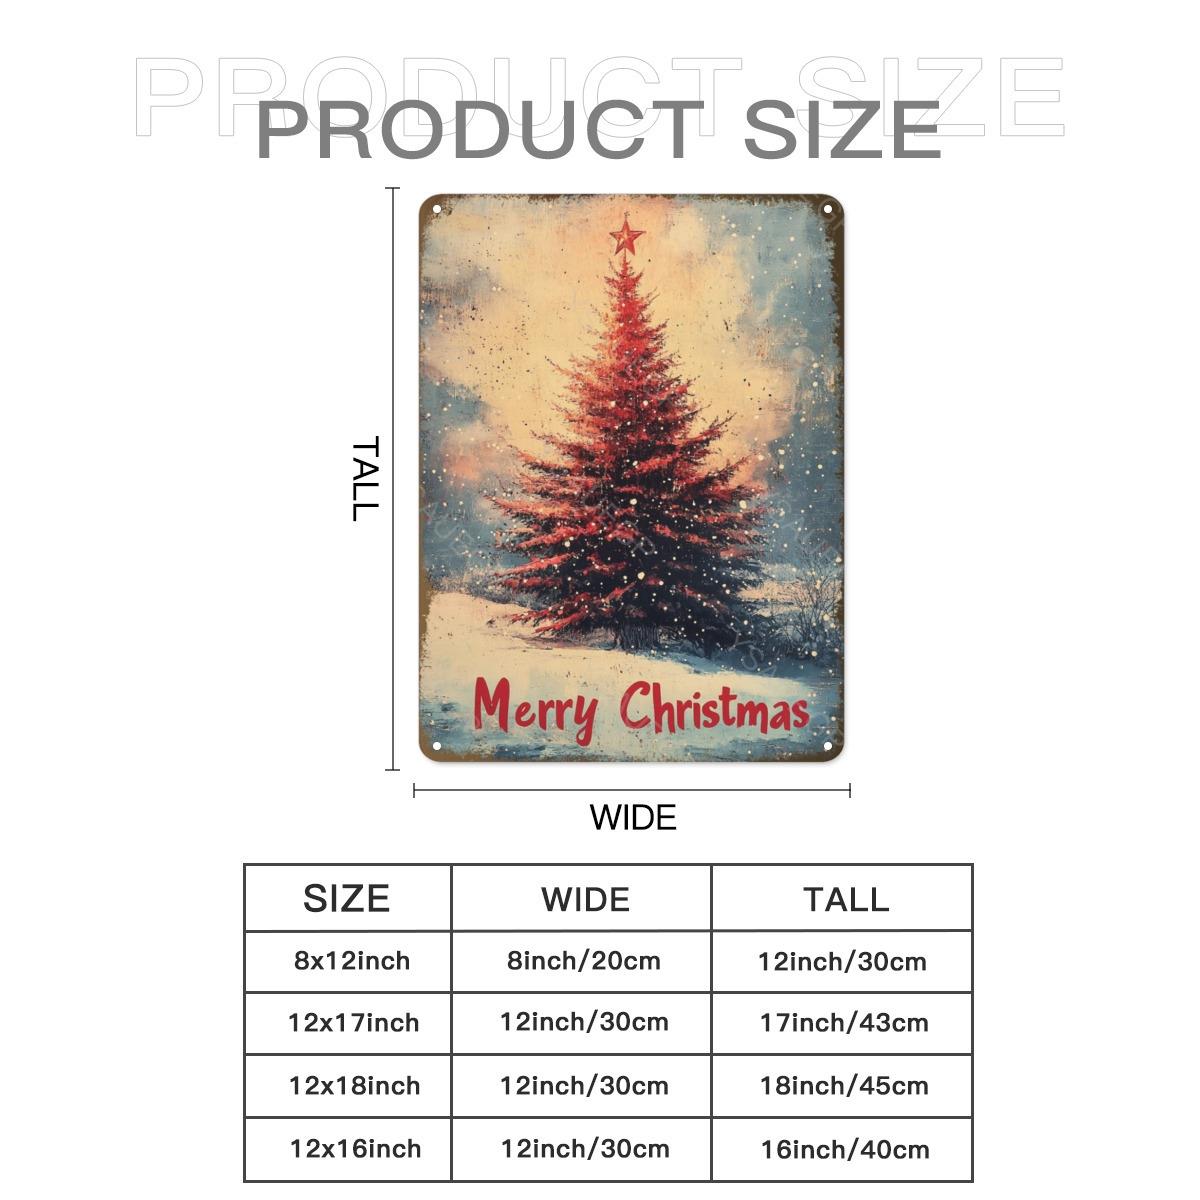 PRODUCT SIZE
PRODUCT SIZE
TALL
Merry Christmas
WIDE
SIZE WIDE TALL
8x12inch 8inch/20cm 12inch/30cm
12x17inch 12inch/30cm 17inch/43cm
12x18inch 12inch/30cm 18inch/45cm
12x16inch 12inch/30cm 16inch/40cm